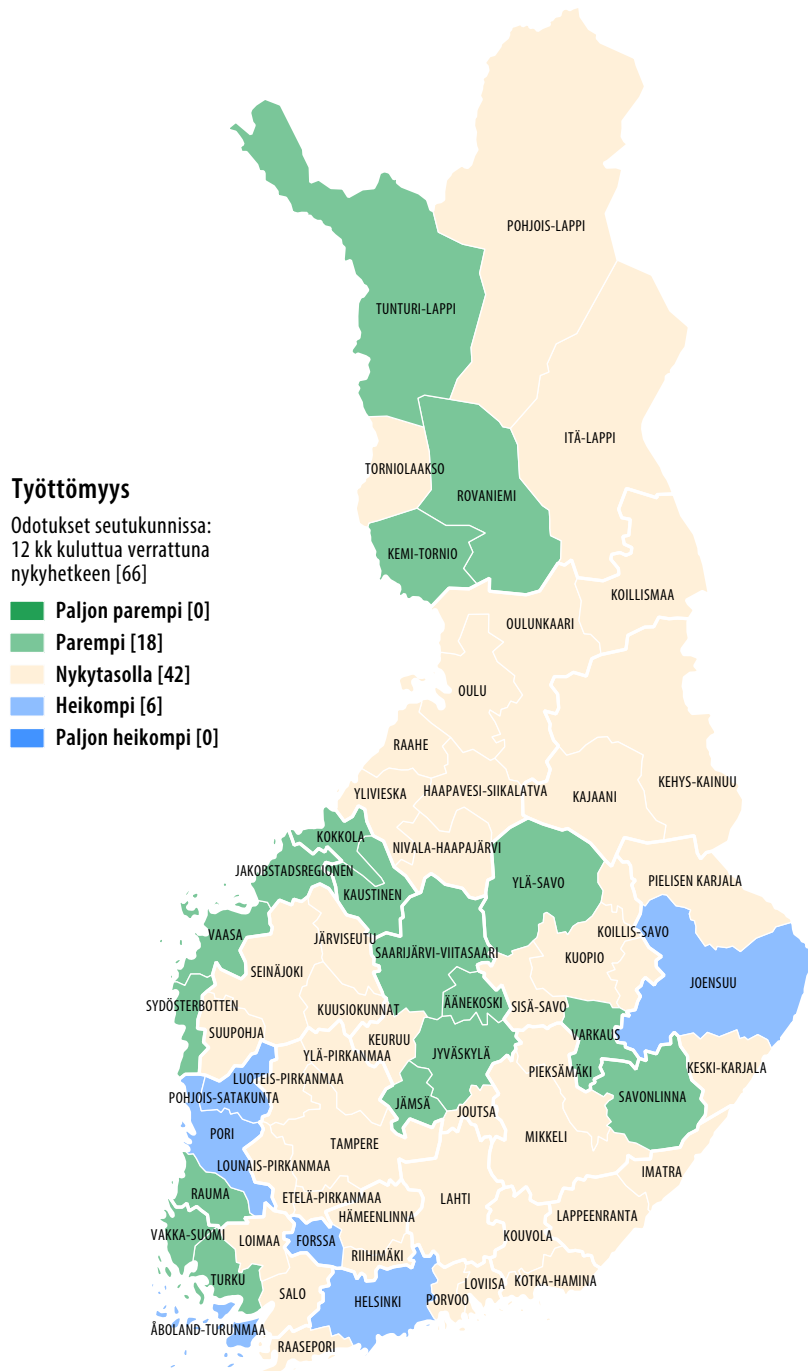 POHJOIS-LAPPI
TUNTURI-LAPPI
ITÄ-LAPPI
TORNIOLAAKSO
ROVANIEMI
Työttömyys
Odotukset seutukunnissa:
12 kk kuluttua verrattuna
nykyhetkeen [66]
Paljon parempi [0]
Parempi [18]
Nykytasolla [42]
Heikompi [6]
Paljon heikompi [0]
KEMI-TORNIO
KOILLISMAA
OULUNKAARI
OULU
RAAHE
YLIVIESKA
HAAPAVESI-SIIKALATVA
KAJAANI
KEHYS-KAINUU
KOKKOLA
NIVALA-HAAPAJÄRVI
JAKOBSTADSREGIONEN
KAUSTINEN
YLÄ-SAVO
PIELISEN KARJALA
VAASA
JÄRVISEUTU
SAARIJÄRVI-VIITASAARI
KOILLIS-SAVO
SEINÄJOKI
KUOPIO
JOENSUU
SYDÖSTERBOTTEN
KUUSIOKUNNAT
ÄÄNEKOSKI
SISÄ-SAVO
SUUPOHJA
KEURUU
VARKAUS
YLÄ-PIRKANMAA
JYVÄSKYLÄ
PIEKSÄMÄKI
KESKI-KARJALA
LUOTEIS-PIRKANMAA
POHJOIS-SATAKUNTA
JÄMSÄ
JOUTSA
SAVONLINNA
PORI
TAMPERE
MIKKELI
LOUNAIS-PIRKANMAA
IMATRA
RAUMA
ETELÄ-PIRKANMAA
LAHTI
HÄMEENLINNA
LAPPEENRANTA
VAKKA-SUOMI
LOIMAA
FORSSA
RIIHIMÄKI
KOUVOLA
TURKU
SALO
HELSINKI
PORVOO
LOVIISA
KOTKA-HAMINA
ÅBOLAND-TURUNMAA
RAASEPORI